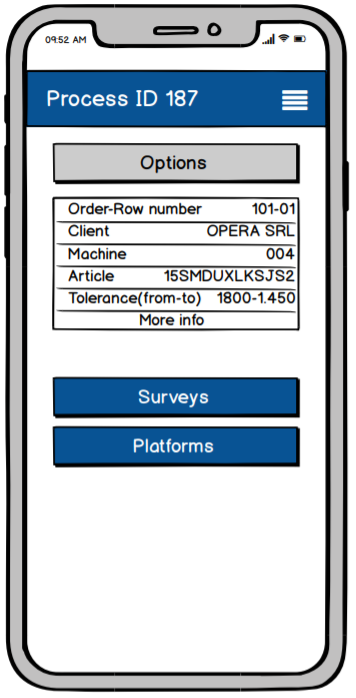 09:52 AM
Process ID 187
Options
Order-Row number 101-01
Client OPERA SRL
Machine 004
Article 15SMDUXLKSJS2
Tolerance(from-to) 1800-1.450
More info
Surveys
Platforms